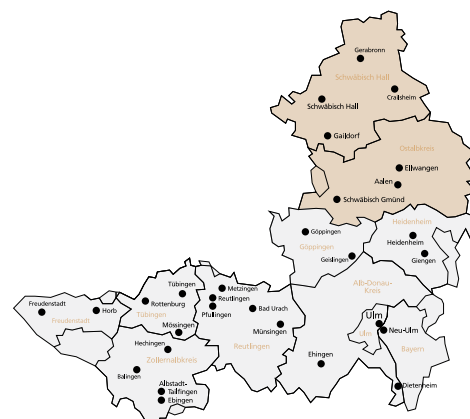 Gerabronn
Schwäbisch Hall
Crailsheim
Schwäbisch Hall
Gaildorf
Ostalbkreis
Ellwangen
Aalen
Schwäbisch Gmünd
Heidenheim
Göppingen
Heidenheim
Göppingen
Geislingen
Giengen
Alb-Donau-
Kreis
Tübingen
Metzingen
Reutlingen
Rottenburg
Freudenstadt
Horb
Pfullingen
Bad Urach
Tübingen
Freudenstadt
Mössingen
Münsingen
Ulm
Neu-Ulm
Ulm
Hechingen
Reutlingen
Bayern
Zollernalbkreis
Ehingen
Balingen
Albstadt-
Tailfingen
Ebingen
Dietenheim